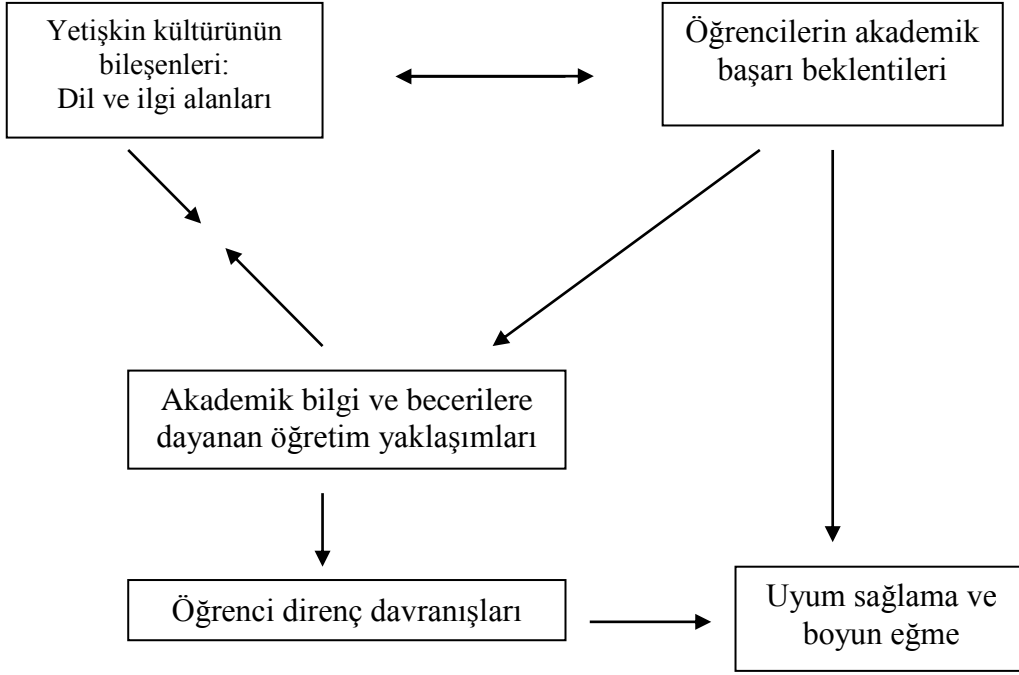 Yetişkin kültürünün
bileşenleri:
Dil ve ilgi alanları
Öğrencilerin akademik
başarı beklentileri
Akademik bilgi ve becerilere
dayanan öğretim yaklaşımları
Öğrenci direnç davranışları
Uyum sağlama ve
boyun eğme